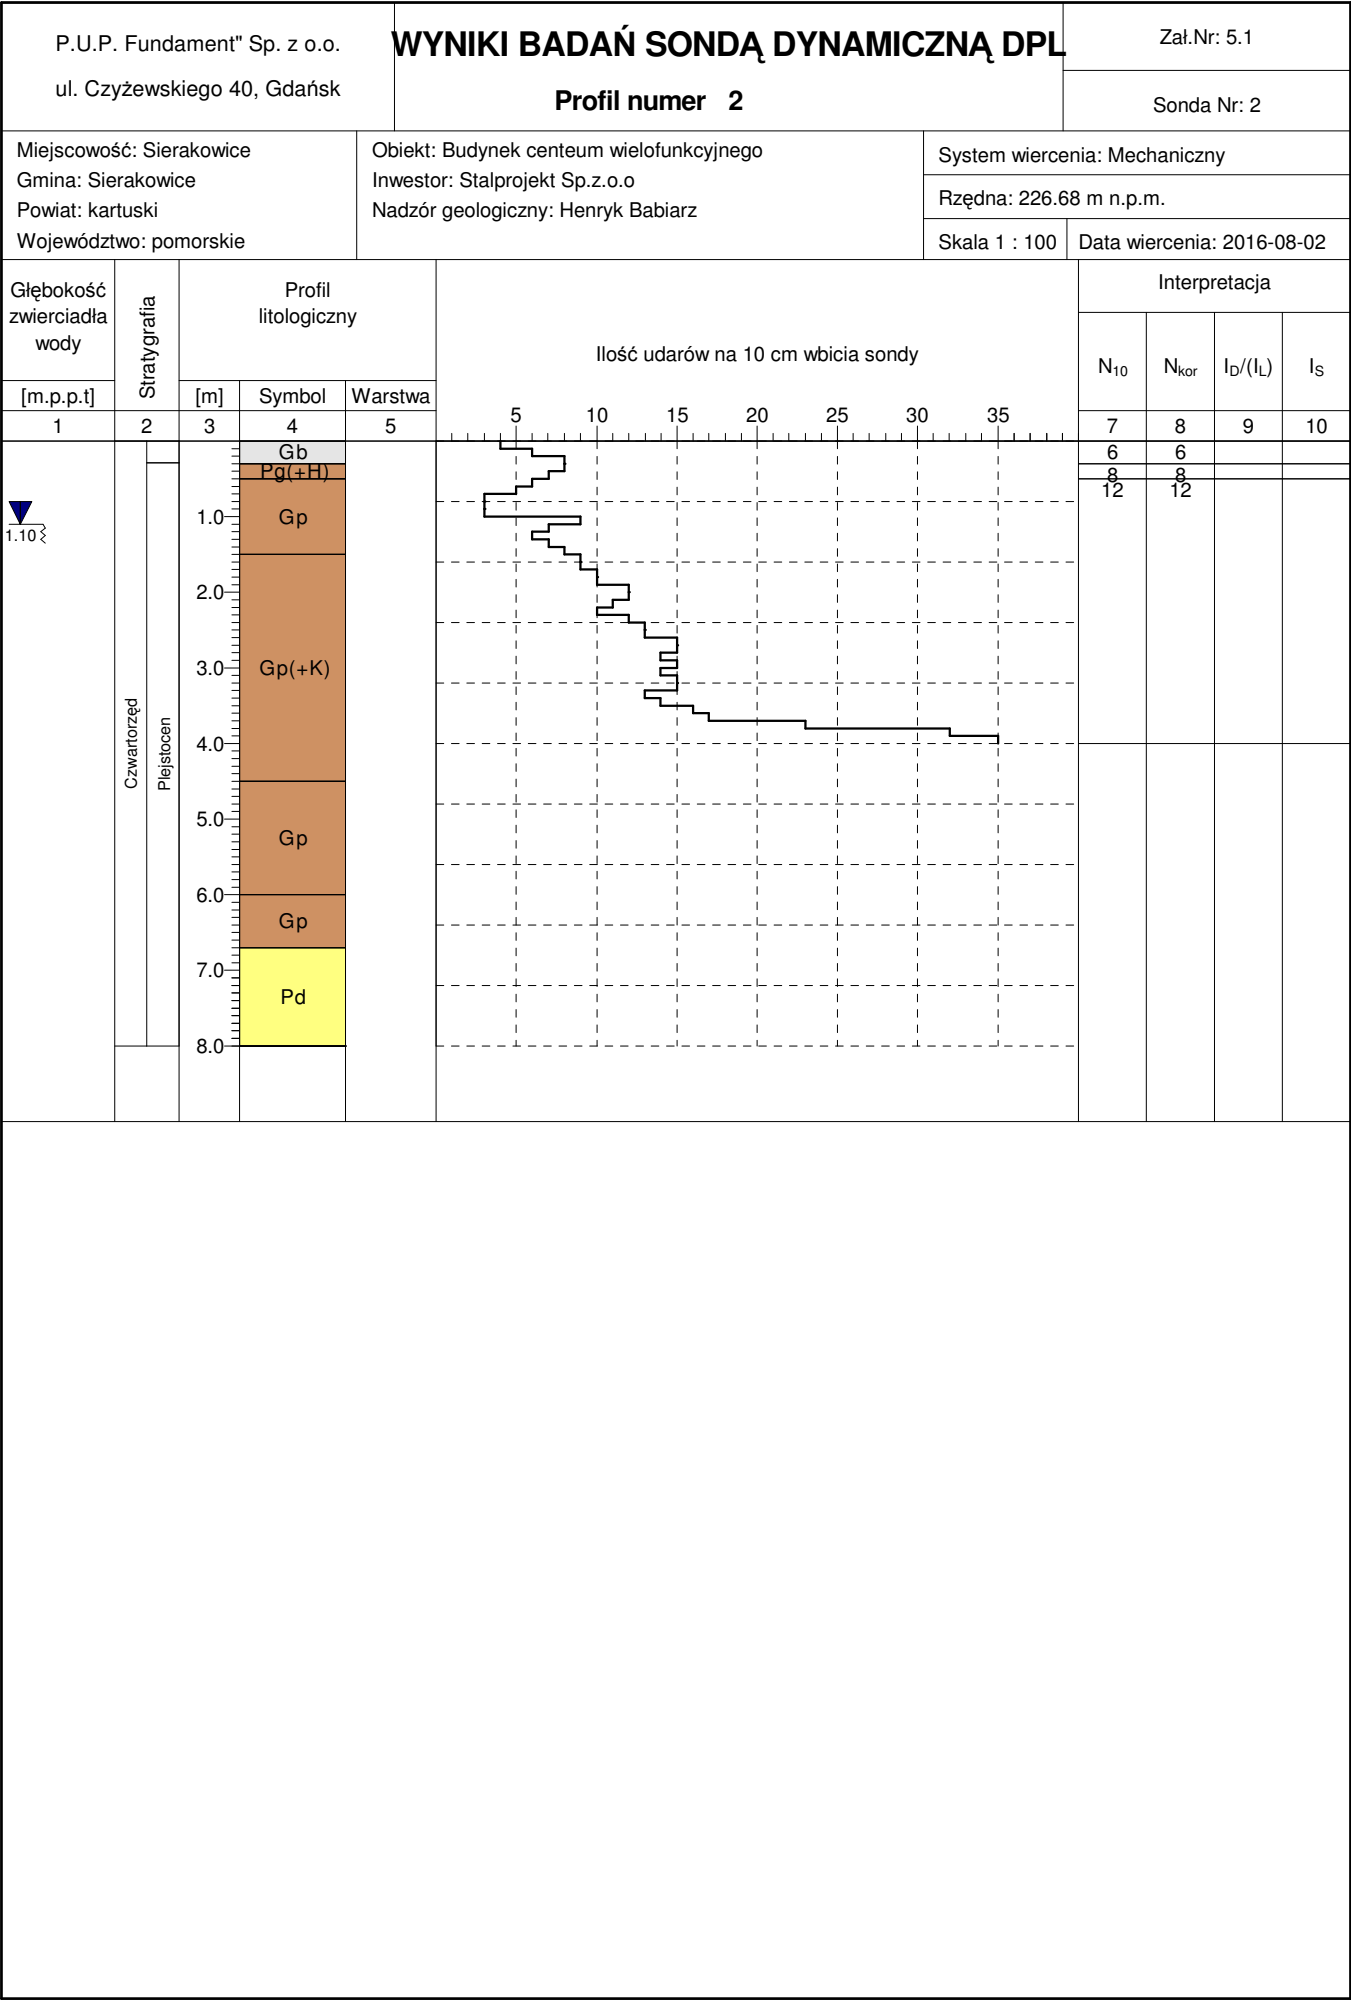 P.U.P. Fundament" Sp. z o.o.
ul. Czyżewskiego 40, Gdańsk
WYNIKI BADAŃ SONDĄ DYNAMICZNĄ DPL
Profil numer 2
Zał.Nr: 5.1
Sonda Nr: 2
Miejscowość: Sierakowice
Gmina: Sierakowice
Powiat: kartuski
Województwo: pomorskie
Obiekt: Budynek centeum wielofunkcyjnego
Inwestor: Stalprojekt Sp.z.o.o
Nadzór geologiczny: Henryk Babiarz
System wiercenia: Mechaniczny
Rzędna: 226.68 m n.p.m.
Skala 1 : 100
Data wiercenia: 2016-08-02
Głębokość
zwierciadła
wody
[m.p.p.t]
Stratygrafia
Profil
litologiczny
[m]
Symbol
Warstwa
Ilość udarów na 10 cm wbicia sondy
5 10 15 20 25 30 35
Interpretacja
N10
Nkor
ID/(IL)
IS
1 2 3 4 5 7 8 9 10
Gb
Pg(+H)
Gp
Gp(+K)
Gp
Gp
Pd
6 6
8 8
12 12
1.10
1.0
2.0
3.0
4.0
5.0
6.0
7.0
8.0
Czwartorzęd
Plejstocen